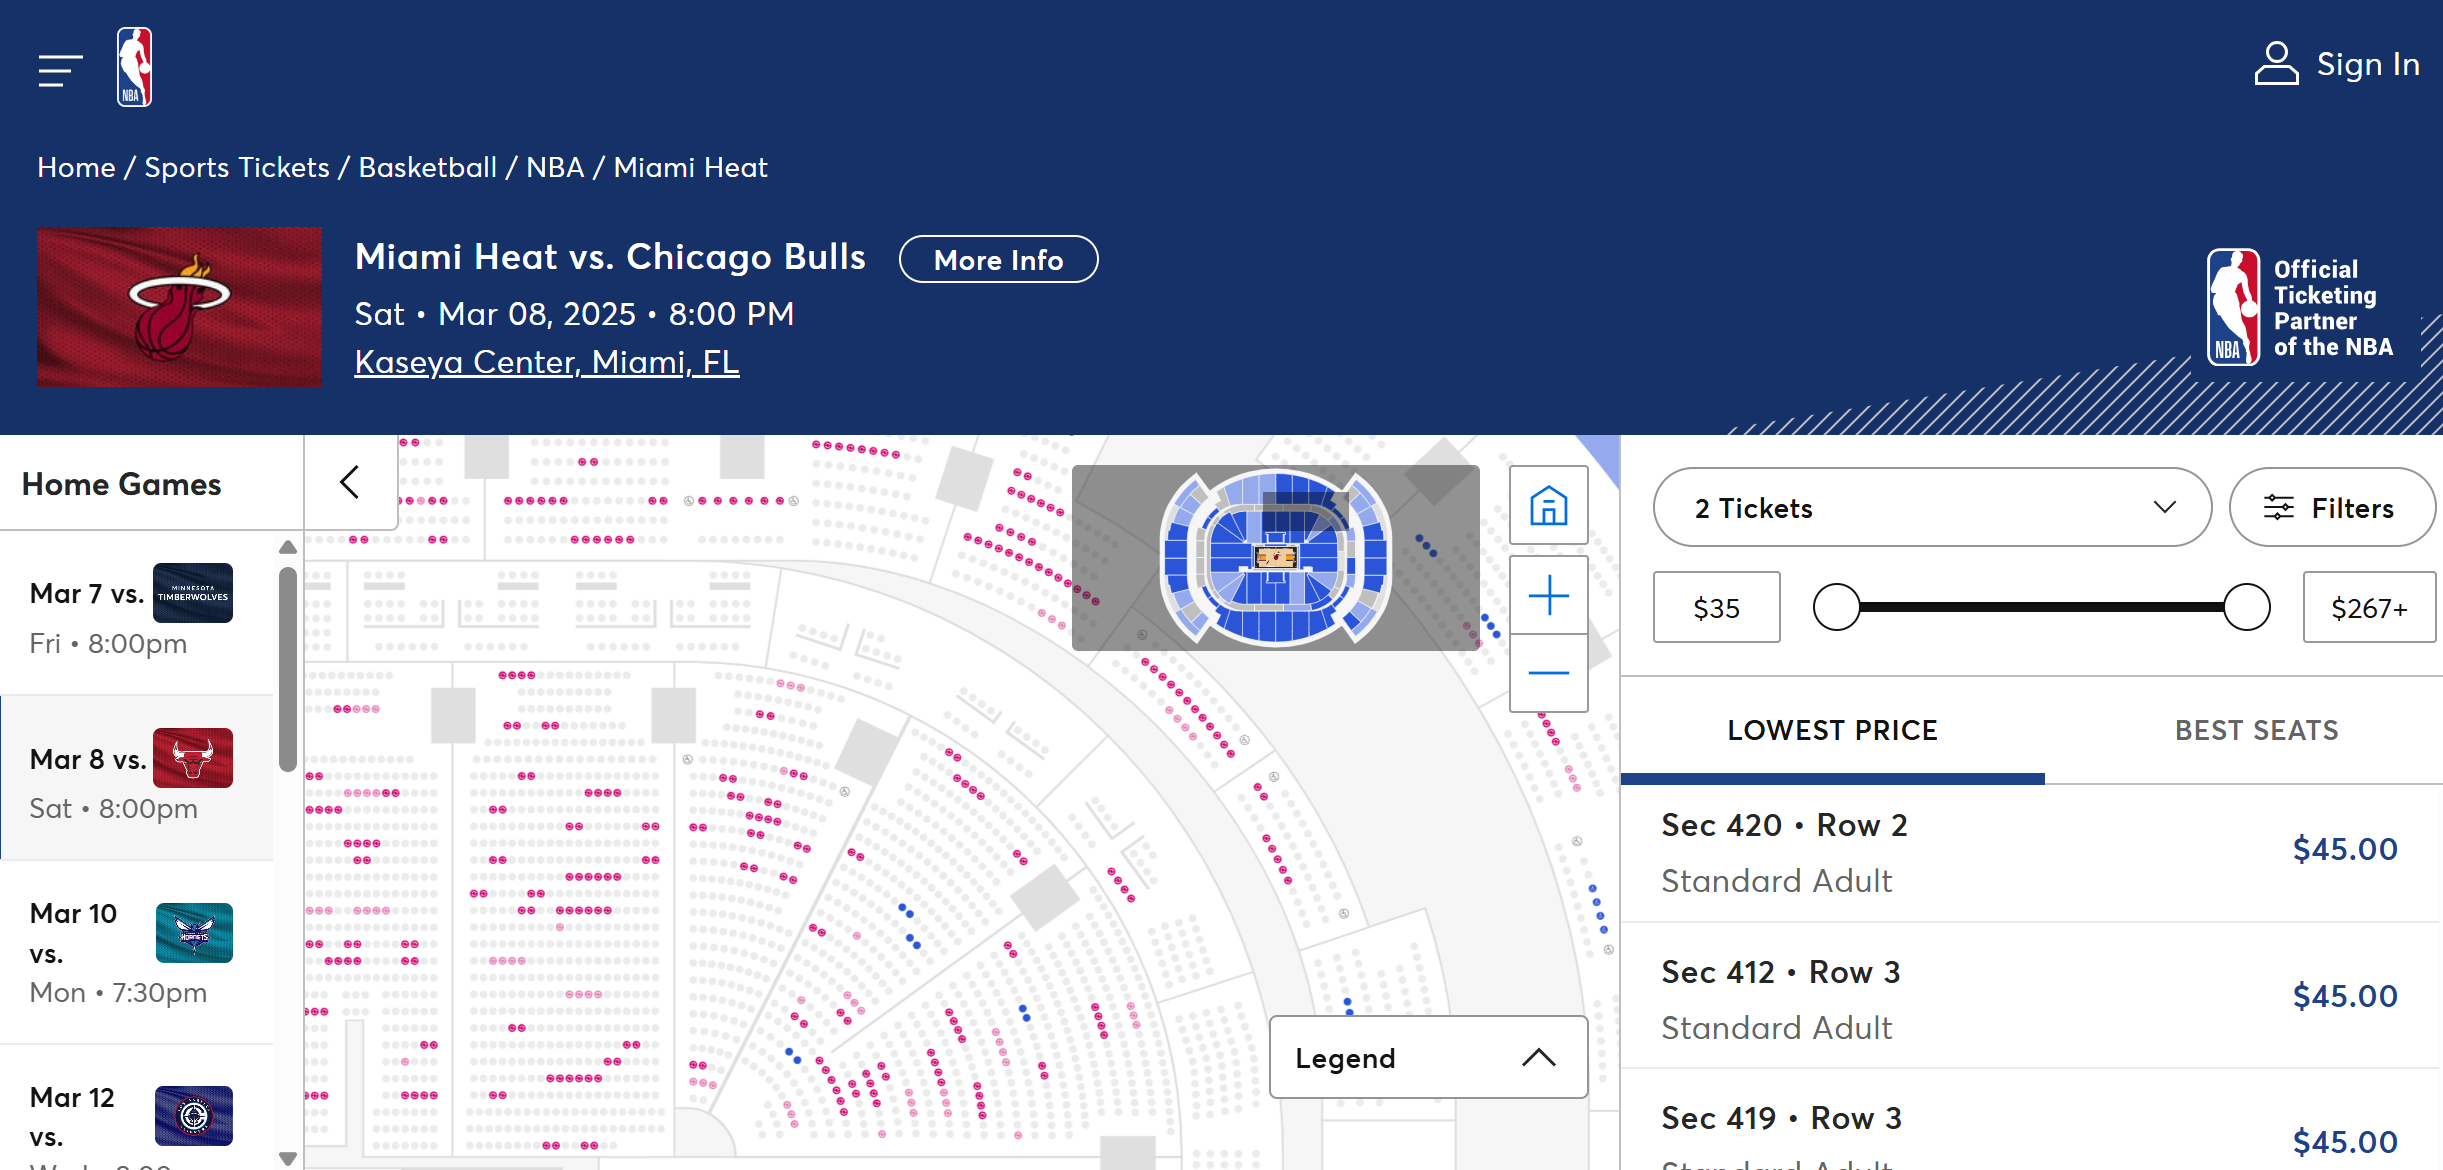 NBA
Sign In
Home / Sports Tickets / Basketball / NBA / Miami Heat
Miami Heat vs. Chicago Bulls
More Info
Sat • Mar 08, 2025 • 8:00 PM
Kaseya Center, Miami, FL
NBA
Official
Ticketing
Partner
of the NBA
Home Games
Mar 7 vs.
MINNESOTA
TIMBERWOLVES
Fri • 8:00pm
Mar 8 vs.
Sat • 8:00pm
Mar 10
vs.
HORNETS
Mon • 7:30pm
Mar 12
vs.
Legend
2 Tickets
Filters
$35
$267+
LOWEST PRICE
BEST SEATS
Sec 420 • Row 2
Standard Adult
$45.00
Sec 412 • Row 3
Standard Adult
$45.00
Sec 419 • Row 3
$45.00
Standard Adult